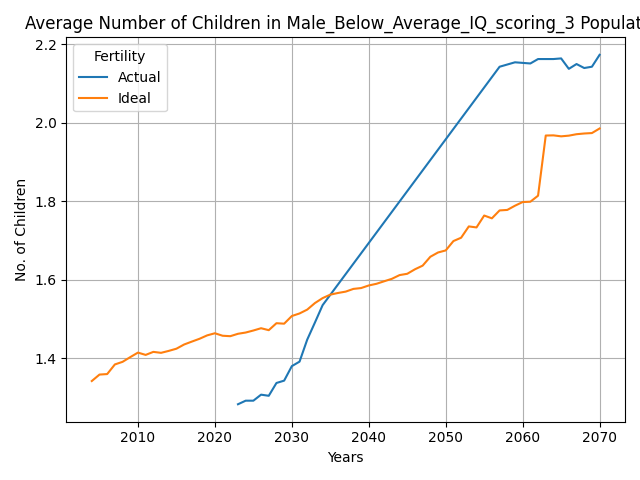 Average Number of Children in Male_Below_Average_IQ_scoring_3 Populat
2.2
2.0
1.8
1.6
1.4
No. of Children
Fertility
Actual
Ideal
2010 2020 2030 2040 2050 2060 2070
Years